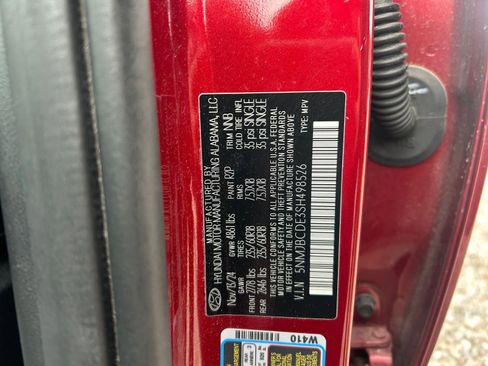 MANUFACTURED BY
HYUNDAI MOTOR MANUFACTURING ALABAMA, LLC
Nov/13/24 GVWR 4861 lbs PAINT R2P TRIM NNB
GAWR TIRES RIMS COLD TIRE INFL
FRONT 2778 lbs 235/60R18 7.5JX18 35 PSI SINGLE
REAR 2646 lbs 235/60R18 7.5JX18 35 PSI SINGLE
THIS VEHICLE CONFORMS TO ALL APPLICABLE U.S.A. FEDERAL
MOTOR VEHICLE SAFETY AND THEFT PREVENTION STANDARDS
IN EFFECT ON THE DATE OF MANUFACTURE SHOWN ABOVE
V.I.N 5NMJBCDE3SH498526 TYPE: MPV
W410